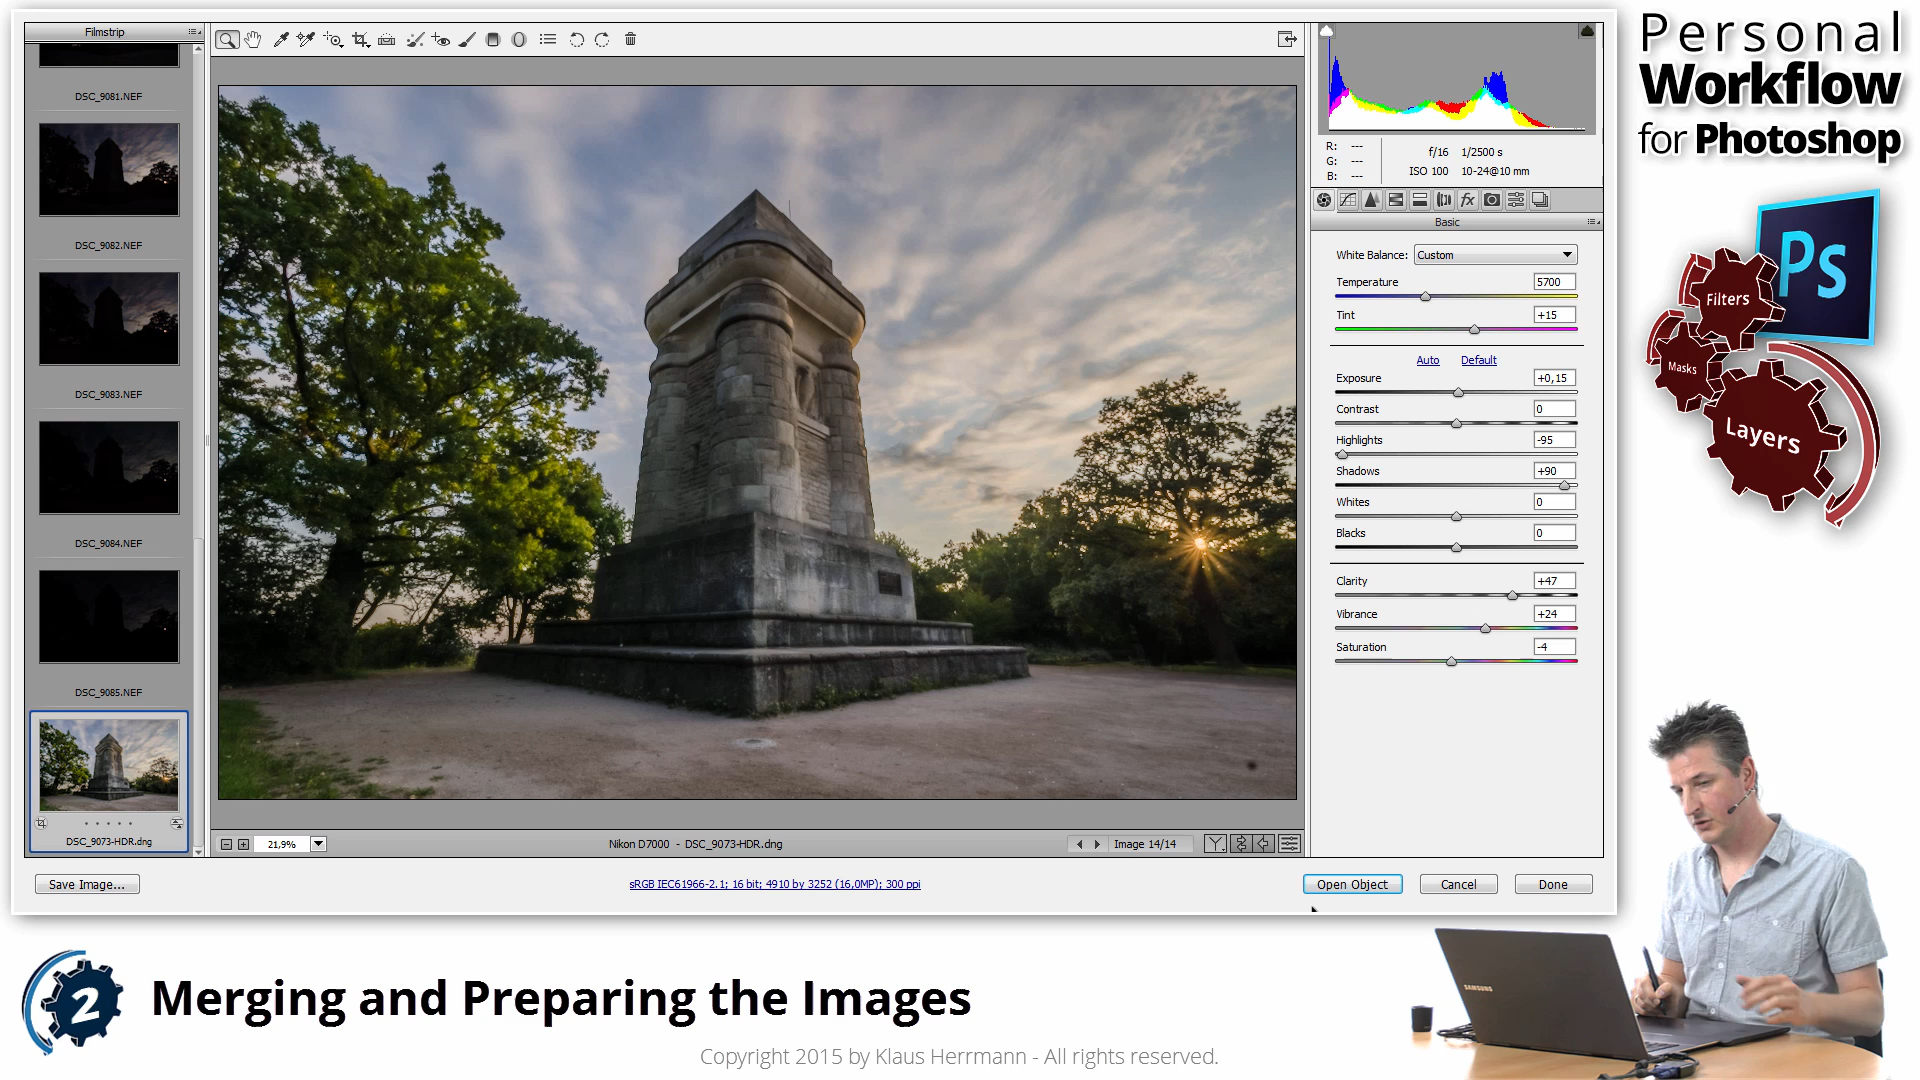 Filmstrip
DSC_9081.NEF
DSC_9082.NEF
DSC_9083.NEF
DSC_9084.NEF
DSC_9085.NEF
DSC_9073-HDR.dng
21,9%
Nikon D7000 - DSC_9073-HDR.dng
Image 14/14
Y
Save Image...
sRGB IEC61966-2.1; 16 bit; 4910 by 3252 (16,0MP); 300 ppi
Open Object
Cancel
Done
R: ---
G: ---
B: ---
f/16 1/2500 s
ISO 100 10-24@10 mm
fx
Basic
White Balance: Custom
Temperature 5700
Tint +15
Auto Default
Exposure +0,15
Contrast 0
Highlights -95
Shadows +90
Whites 0
Blacks 0
Clarity +47
Vibrance +24
Saturation -4
Personal
Workflow
for Photoshop
Ps
Filters
Masks
Layers
SAMSUNG
2
Merging and Preparing the Images
Copyright 2015 by Klaus Herrmann - All rights reserved.